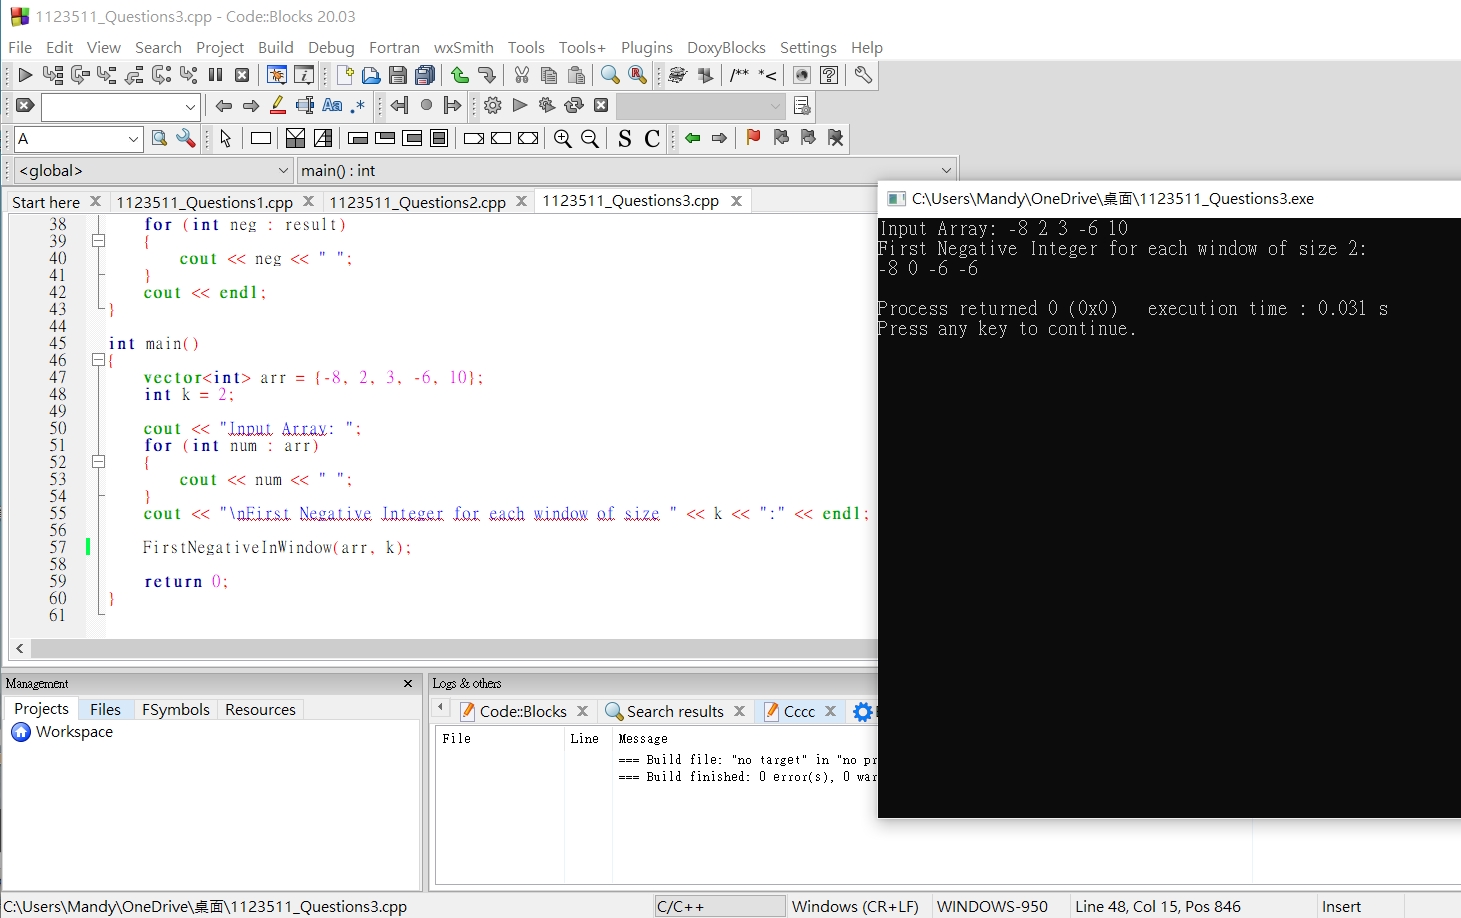 1123511_Questions3.cpp - Code::Blocks 20.03
File Edit View Search Project Build Debug Fortran wxSmith Tools Tools+ Plugins DoxyBlocks Settings Help
/** *<
Aa .*
A
S C
<global> main() : int
Start here 1123511_Questions1.cpp 1123511_Questions2.cpp 1123511_Questions3.cpp
38 for (int neg : result)
39 {
40 cout << neg << " ";
41 }
42 cout << endl;
43 }
44
45 int main()
46 {
47 vector<int> arr = {-8, 2, 3, -6, 10};
48 int k = 2;
49
50 cout << "Input Array: ";
51 for (int num : arr)
52 {
53 cout << num << " ";
54 }
55 cout << "\nFirst Negative Integer for each window of size " << k << ":" << endl;
56
57 FirstNegativeInWindow(arr, k);
58
59 return 0;
60 }
61
C:\Users\Mandy\OneDrive\桌面\1123511_Questions3.exe
Input Array: -8 2 3 -6 10
First Negative Integer for each window of size 2:
-8 0 -6 -6
Process returned 0 (0x0) execution time : 0.031 s
Press any key to continue.
Management
Projects Files FSymbols Resources
Workspace
Logs & others
Code::Blocks Search results Cccc
File Line Message
=== Build file: "no target" in "no pr
=== Build finished: 0 error(s), 0 war
C:\Users\Mandy\OneDrive\桌面\1123511_Questions3.cpp C/C++ Windows (CR+LF) WINDOWS-950 Line 48, Col 15, Pos 846 Insert